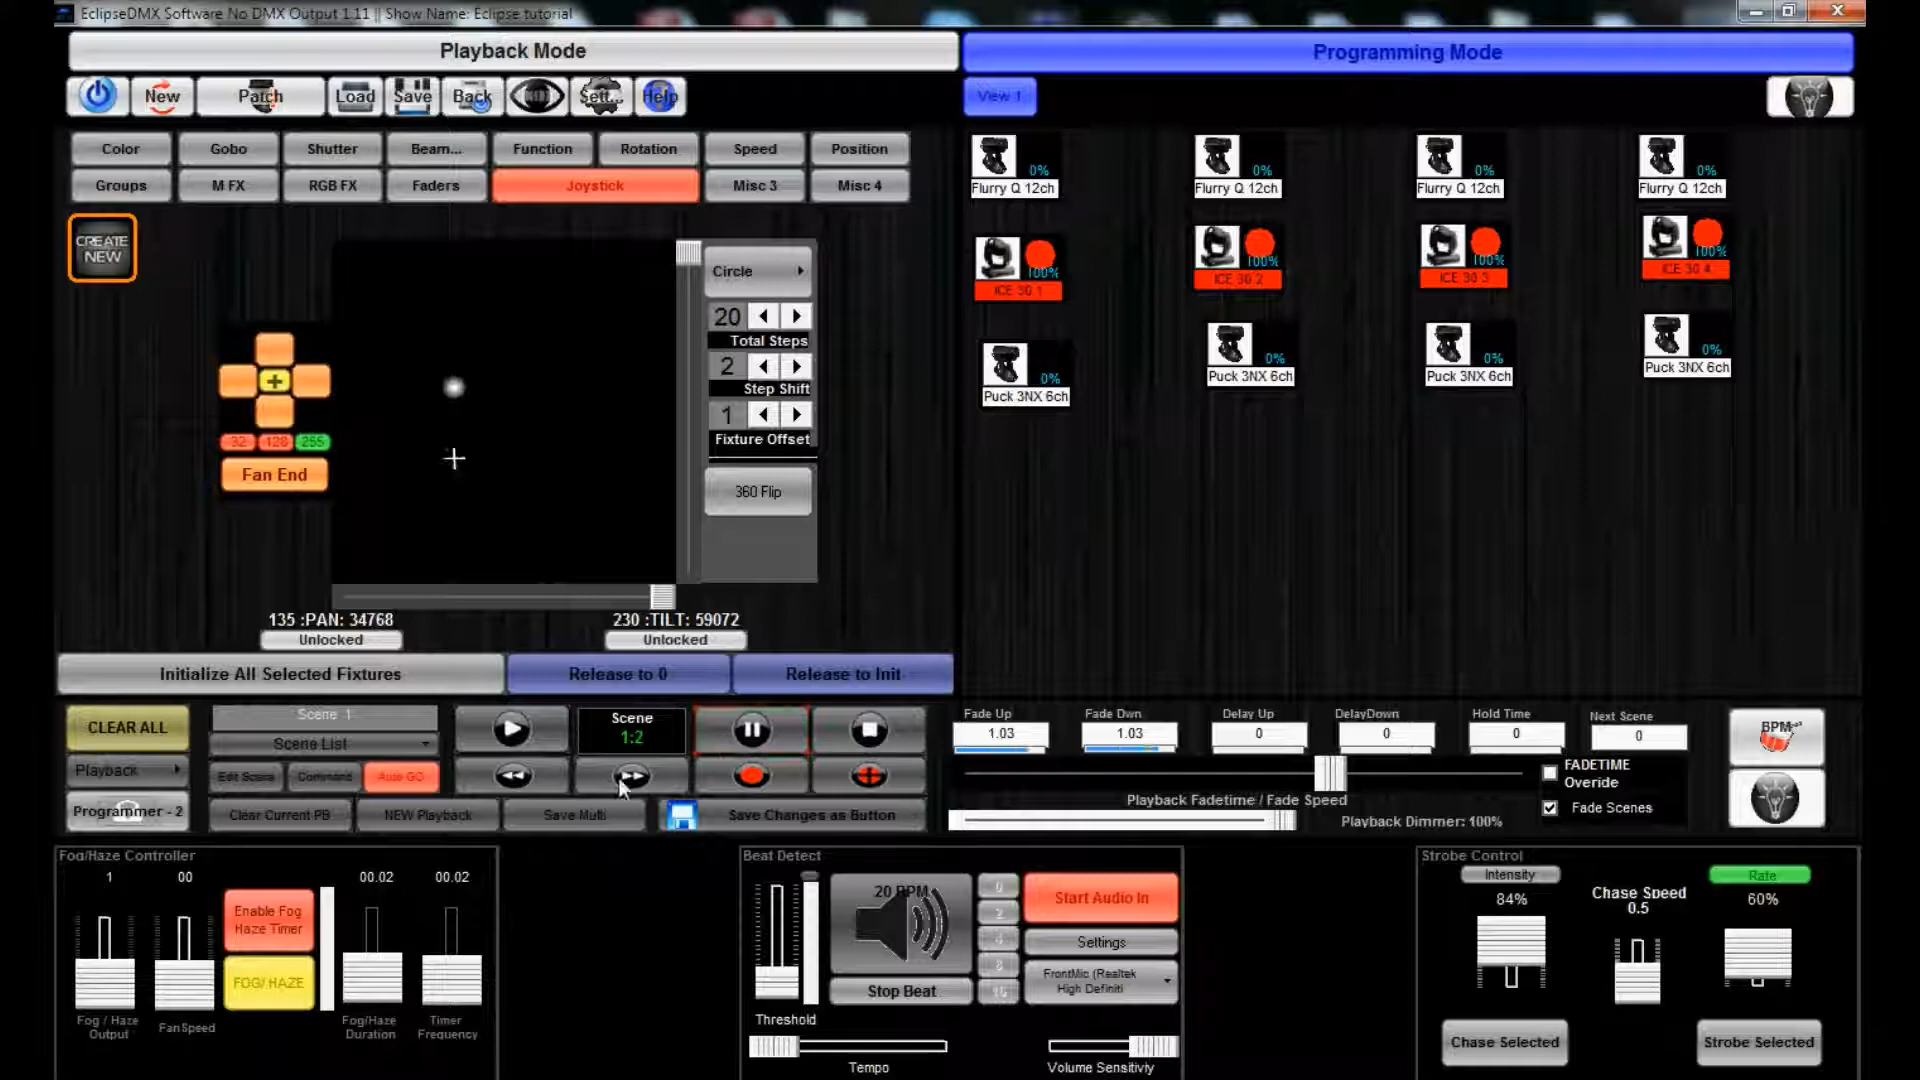 EclipseDMX Software No DMX Output 1.11 || Show Name: Eclipse tutorial
Playback Mode
Programming Mode
New
Patch
Load
Save
Back
Sett...
Help
View 1
Color
Gobo
Shutter
Beam...
Function
Rotation
Speed
Position
Groups
M FX
RGB FX
Faders
Joystick
Misc 3
Misc 4
CREATE
NEW
Circle
20
Total Steps
2
Step Shift
1
Fixture Offset
360 Flip
32 128 255
Fan End
135 :PAN: 34768
230 :TILT: 59072
Unlocked
Unlocked
0%
Flurry Q 12ch
0%
Flurry Q 12ch
0%
Flurry Q 12ch
0%
Flurry Q 12ch
100%
ICE 30 1
100%
ICE 30 2
100%
ICE 30 3
100%
ICE 30 4
0%
Puck 3NX 6ch
0%
Puck 3NX 6ch
0%
Puck 3NX 6ch
0%
Puck 3NX 6ch
Initialize All Selected Fixtures
Release to 0
Release to Init
CLEAR ALL
Scene 1
Scene List
Playback
Edit Scene
Command
Auto GO
Programmer - 2
Clear Current PB
NEW Playback
Save Multi
Save Changes as Button
Scene
1:2
Fade Up
1.03
Fade Dwn
1.03
Delay Up
0
DelayDown
0
Hold Time
0
Next Scene
0
BPM
FADETIME
Overide
Playback Fadetime / Fade Speed
Fade Scenes
Playback Dimmer: 100%
Fog/Haze Controller
1
00
00.02
00.02
Enable Fog
Haze Timer
FOG/ HAZE
Fog / Haze
Output
FanSpeed
Fog/Haze
Duration
Timer
Frequency
Beat Detect
20 BPM
Stop Beat
Threshold
Tempo
Start Audio In
Settings
FrontMic (Realtek
High Definiti
Volume Sensitivly
Strobe Control
Intensity
84%
Chase Speed
0.5
Rate
60%
Chase Selected
Strobe Selected